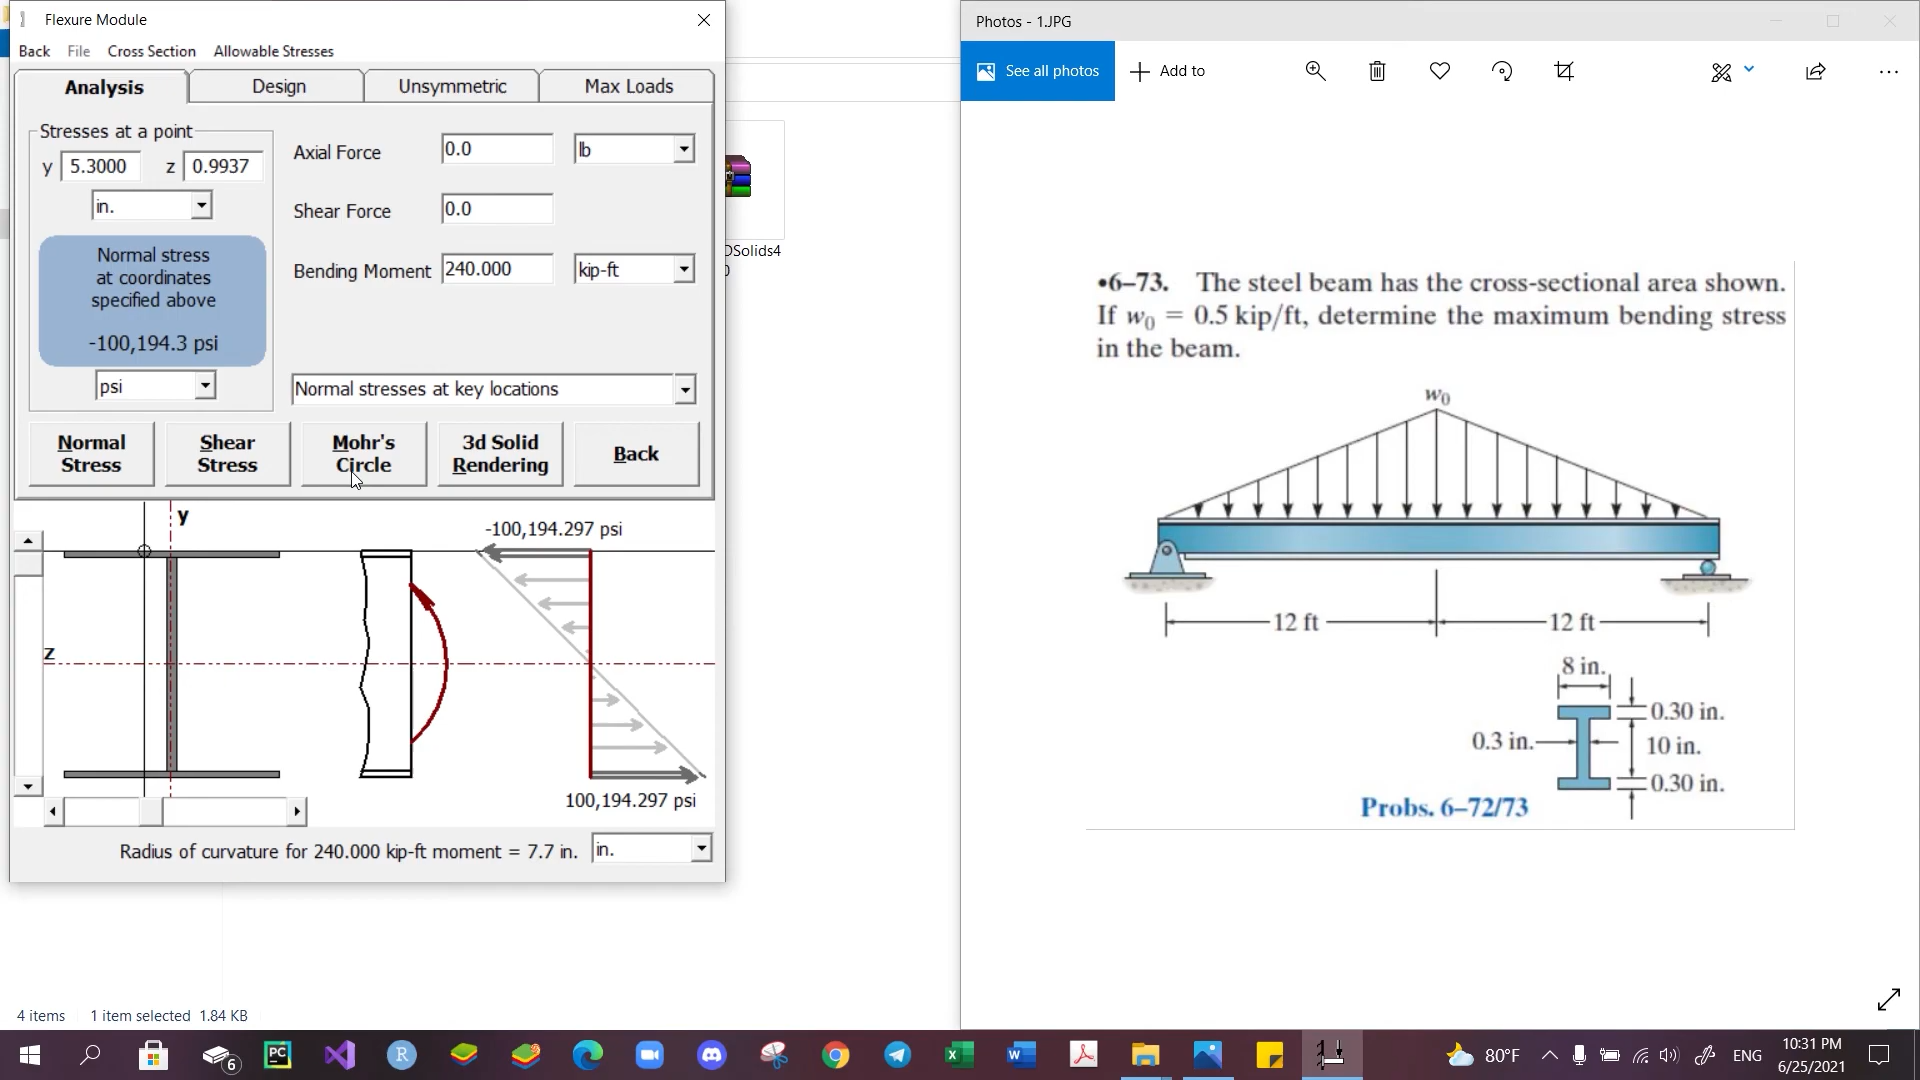 Flexure Module
Back File Cross Section Allowable Stresses
Analysis Design Unsymmetric Max Loads
Stresses at a point
y 5.3000 z 0.9937
in.
Normal stress
at coordinates
specified above
-100,194.3 psi
psi
Axial Force 0.0 lb
Shear Force 0.0
Bending Moment 240.000 kip-ft
Normal stresses at key locations
Normal Stress
Shear Stress
Mohr's Circle
3d Solid Rendering
Back
y
z
-100,194.297 psi
100,194.297 psi
Radius of curvature for 240.000 kip-ft moment = 7.7 in. in.
DSolids4
4 items 1 item selected 1.84 KB
Photos - 1.JPG
See all photos
Add to
•6–73. The steel beam has the cross-sectional area shown.
If w0 = 0.5 kip/ft, determine the maximum bending stress
in the beam.
w0
12 ft 12 ft
8 in.
0.30 in.
0.3 in. 10 in.
0.30 in.
Probs. 6–72/73
6
PC
R
80°F
ENG
10:31 PM
6/25/2021